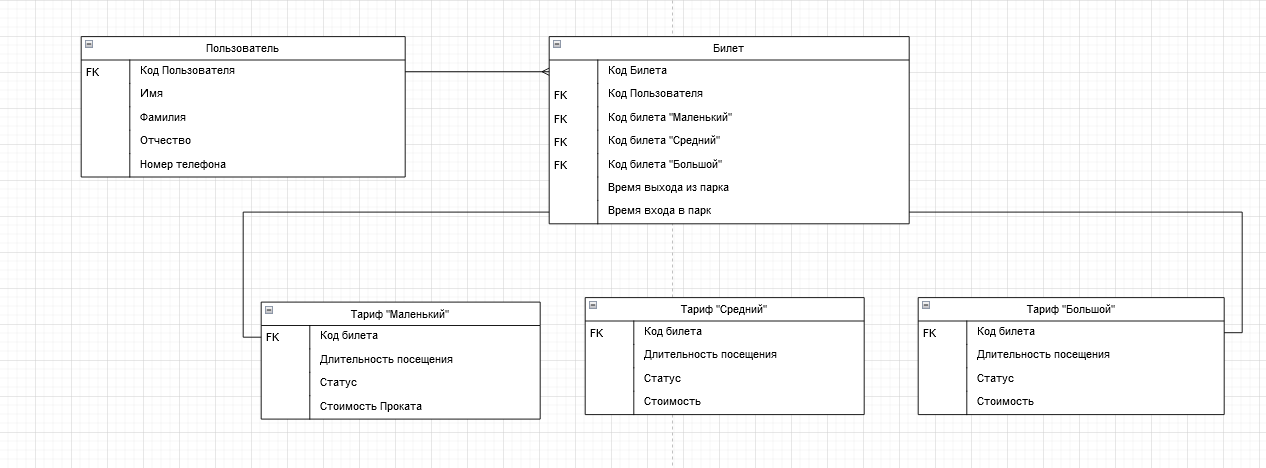 Пользователь
FK Код Пользователя
Имя
Фамилия
Отчество
Номер телефона
Билет
Код Билета
FK Код Пользователя
FK Код билета "Маленький"
FK Код билета "Средний"
FK Код билета "Большой"
Время выхода из парка
Время входа в парк
Тариф "Маленький"
FK Код билета
Длительность посещения
Статус
Стоимость Проката
Тариф "Средний"
FK Код билета
Длительность посещения
Статус
Стоимость
Тариф "Большой"
FK Код билета
Длительность посещения
Статус
Стоимость